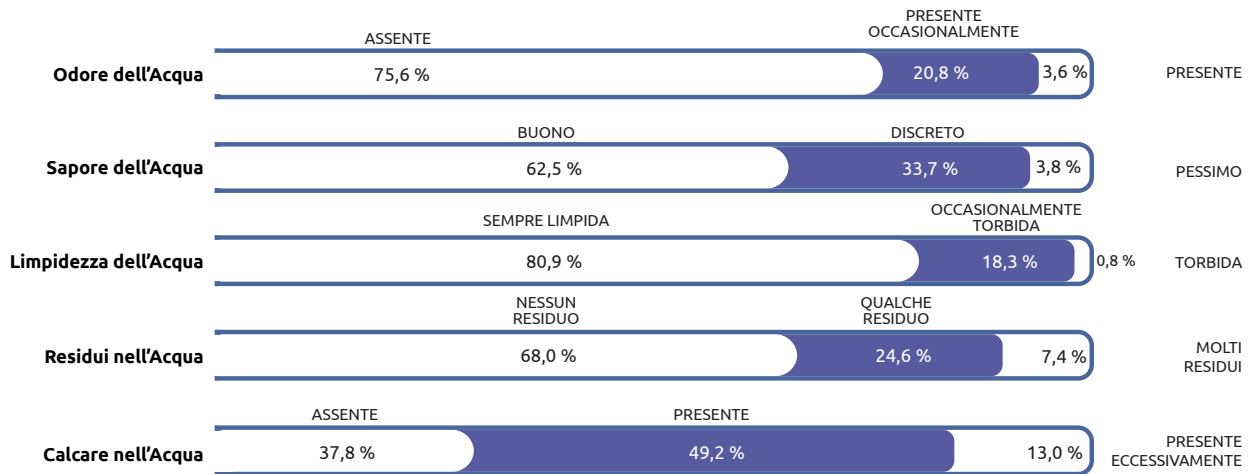 PRESENTE
OCCASIONALMENTE
ASSENTE
Odore dell'Acqua 75,6 % 20,8 % 3,6 % PRESENTE
BUONO DISCRETO
Sapore dell'Acqua 62,5 % 33,7 % 3,8 % PESSIMO
SEMPRE LIMPIDA
OCCASIONALMENTE
TORBIDA
Limpidezza dell'Acqua 80,9 % 18,3 % 0,8 % TORBIDA
NESSUN
RESIDUO
QUALCHE
RESIDUO
Residui nell'Acqua 68,0 % 24,6 % 7,4 %
MOLTI
RESIDUI
ASSENTE PRESENTE
Calcare nell'Acqua 37,8 % 49,2 % 13,0 %
PRESENTE
ECCESSIVAMENTE